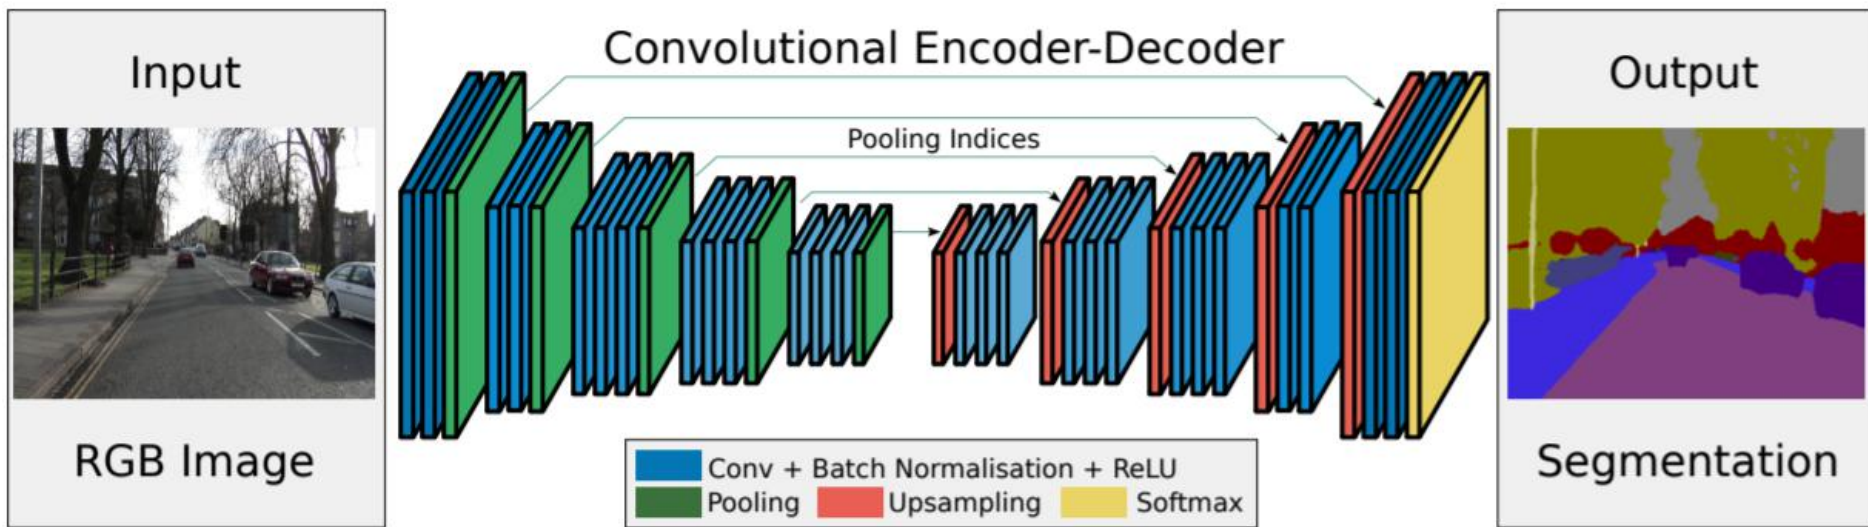 Input
RGB Image
Convolutional Encoder-Decoder
Pooling Indices
Conv + Batch Normalisation + ReLU
Pooling Upsampling Softmax
Output
Segmentation